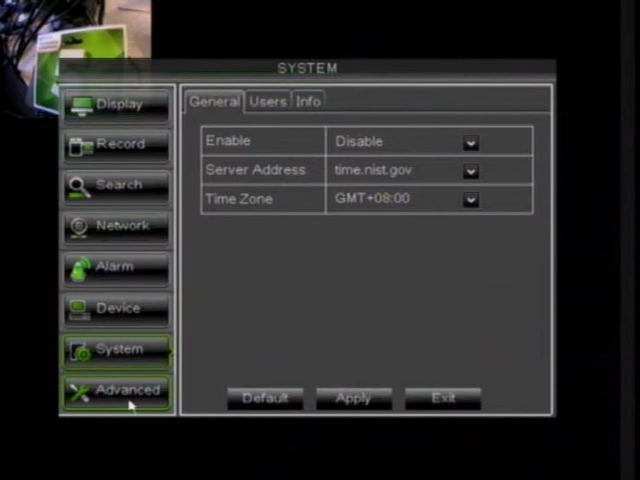 SYSTEM
Display
Record
Search
Network
Alarm
Device
System
Advanced
General Users Info
Enable Disable
Server Address time.nist.gov
Time Zone GMT+08:00
Default Apply Exit